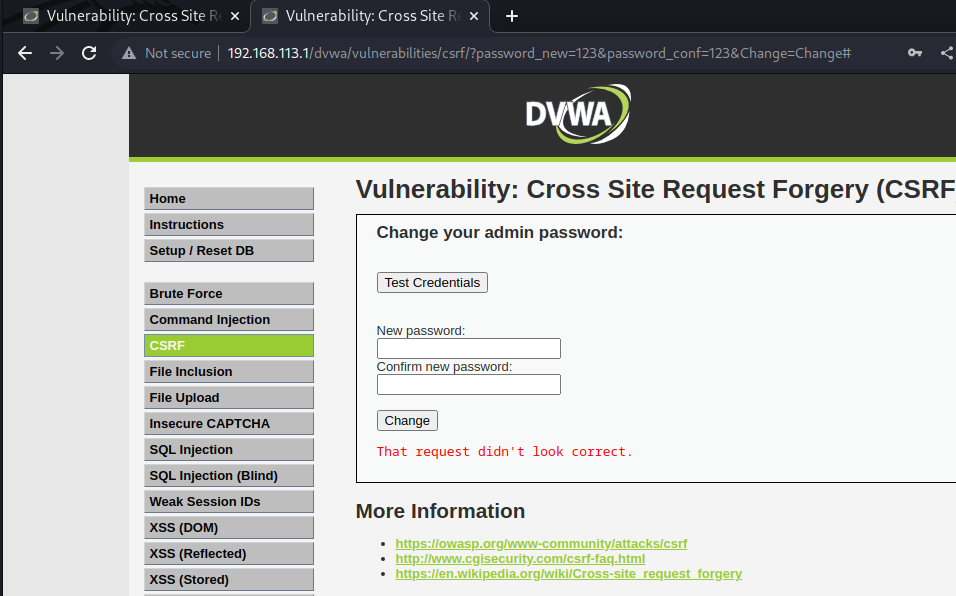 Vulnerability: Cross Site R
Vulnerability: Cross Site R
Not secure 192.168.113.1/dvwa/vulnerabilities/csrf/?password_new=123&password_conf=123&Change=Change#
DVWA
Home
Instructions
Setup / Reset DB
Brute Force
Command Injection
CSRF
File Inclusion
File Upload
Insecure CAPTCHA
SQL Injection
SQL Injection (Blind)
Weak Session IDs
XSS (DOM)
XSS (Reflected)
XSS (Stored)
Vulnerability: Cross Site Request Forgery (CSRF
Change your admin password:
Test Credentials
New password:
Confirm new password:
Change
That request didn't look correct.
More Information
https://owasp.org/www-community/attacks/csrf
http://www.cgisecurity.com/csrf-faq.html
https://en.wikipedia.org/wiki/Cross-site_request_forgery